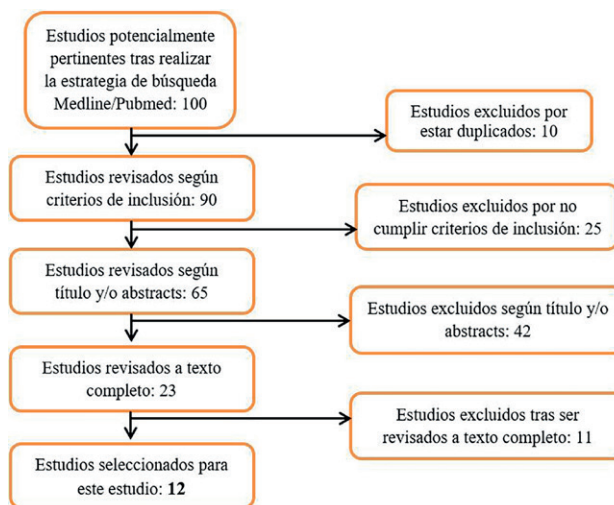 Estudios potencialmente
pertinentes tras realizar
la estrategia de búsqueda
Medline/Pubmed: 100
Estudios excluidos por
estar duplicados: 10
Estudios revisados según
criterios de inclusión: 90
Estudios excluidos por no
cumplir criterios de inclusión: 25
Estudios revisados según
título y/o abstracts: 65
Estudios excluidos según título y/o
abstracts: 42
Estudios revisados a texto
completo: 23
Estudios excluidos tras ser
revisados a texto completo: 11
Estudios seleccionados para
este estudio: 12